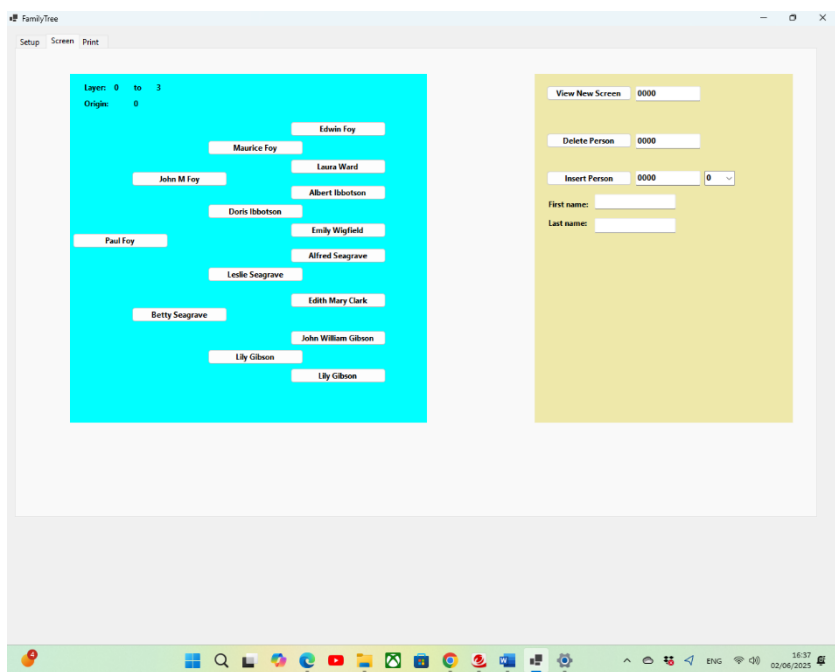 FamilyTree
Setup Screen Print
Layer: 0 to 3
Origin: 0
Edwin Foy
Maurice Foy
Laura Ward
John M Foy
Albert Ibbotson
Doris Ibbotson
Emily Wigfield
Paul Foy
Alfred Seagrave
Leslie Seagrave
Edith Mary Clark
Betty Seagrave
John William Gibson
Lily Gibson
Lily Gibson
View New Screen 0000
Delete Person 0000
Insert Person 0000 0
First name:
Last name:
4
ENG
16:37
02/06/2025